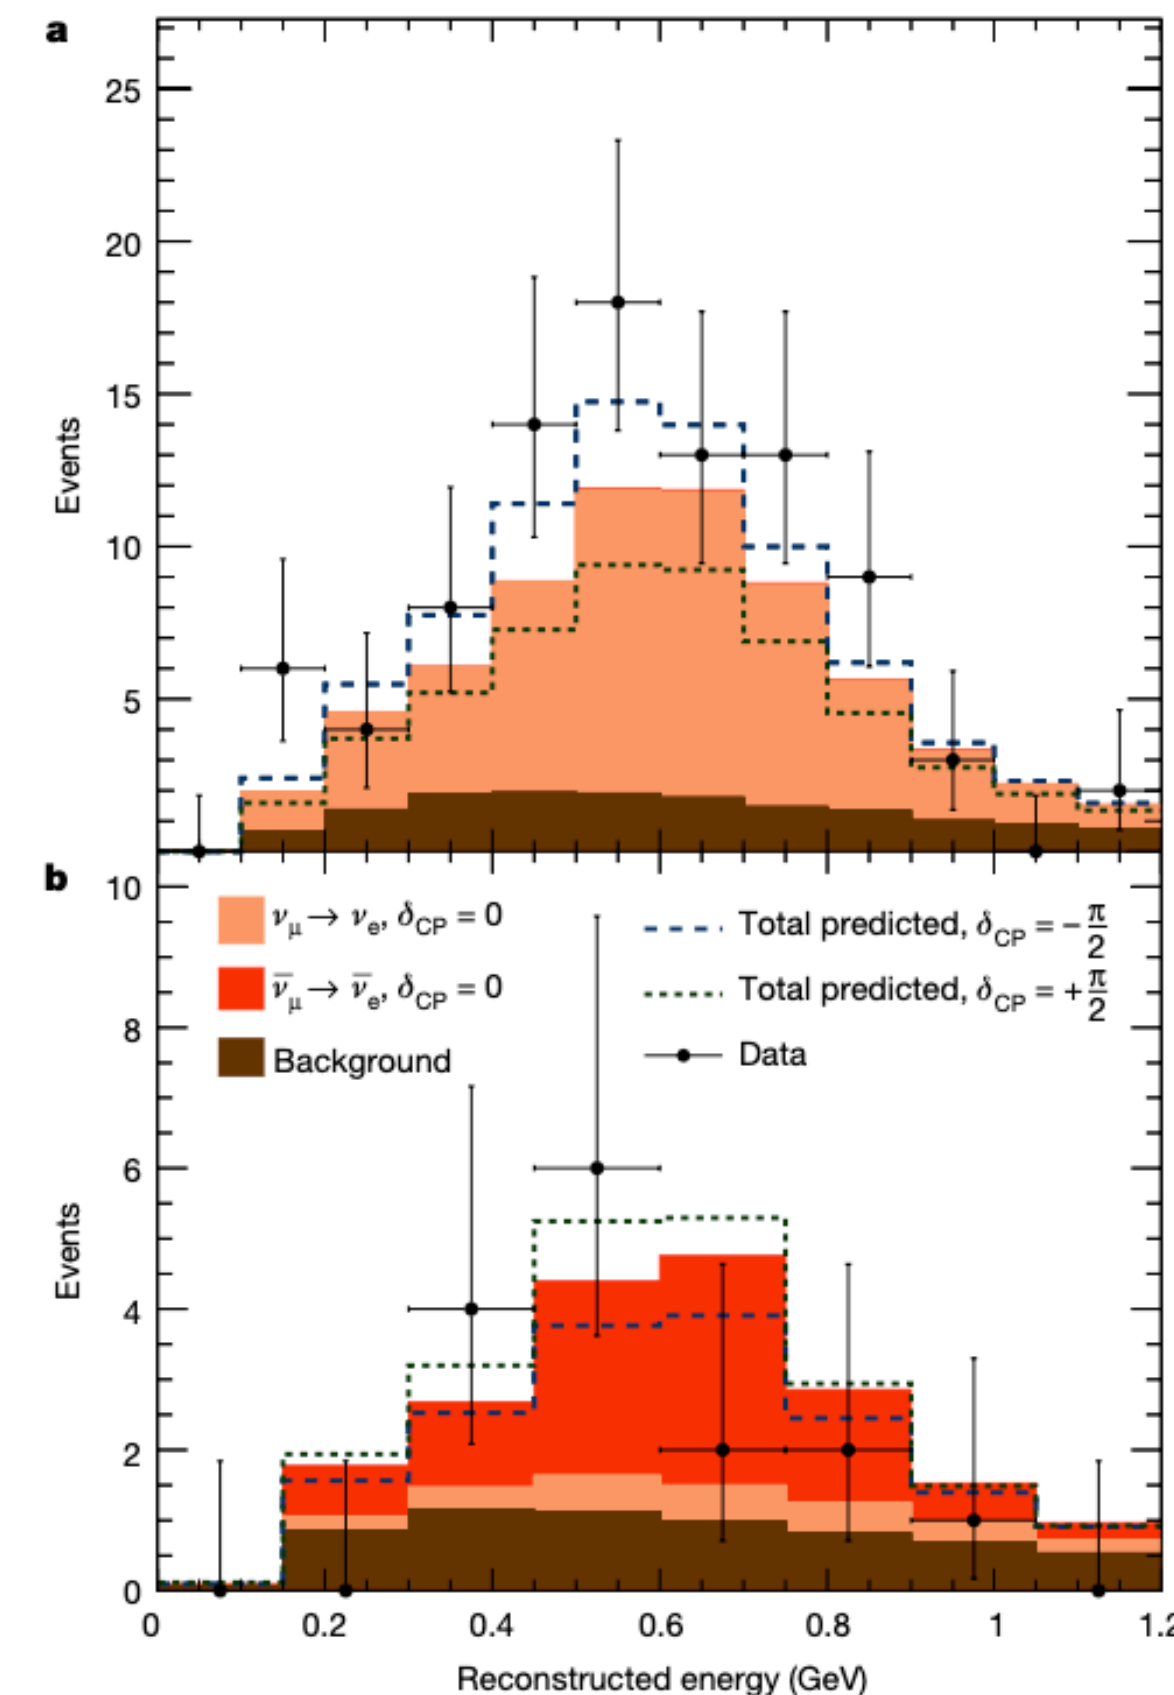 a
25
20
15
10
5
Events
b
10
8
6
4
2
0
Events
νμ → νe, δCP = 0
ν̅μ → ν̅e, δCP = 0
Background
Total predicted, δCP = −π/2
Total predicted, δCP = +π/2
Data
0 0.2 0.4 0.6 0.8 1 1.2
Reconstructed energy (GeV)